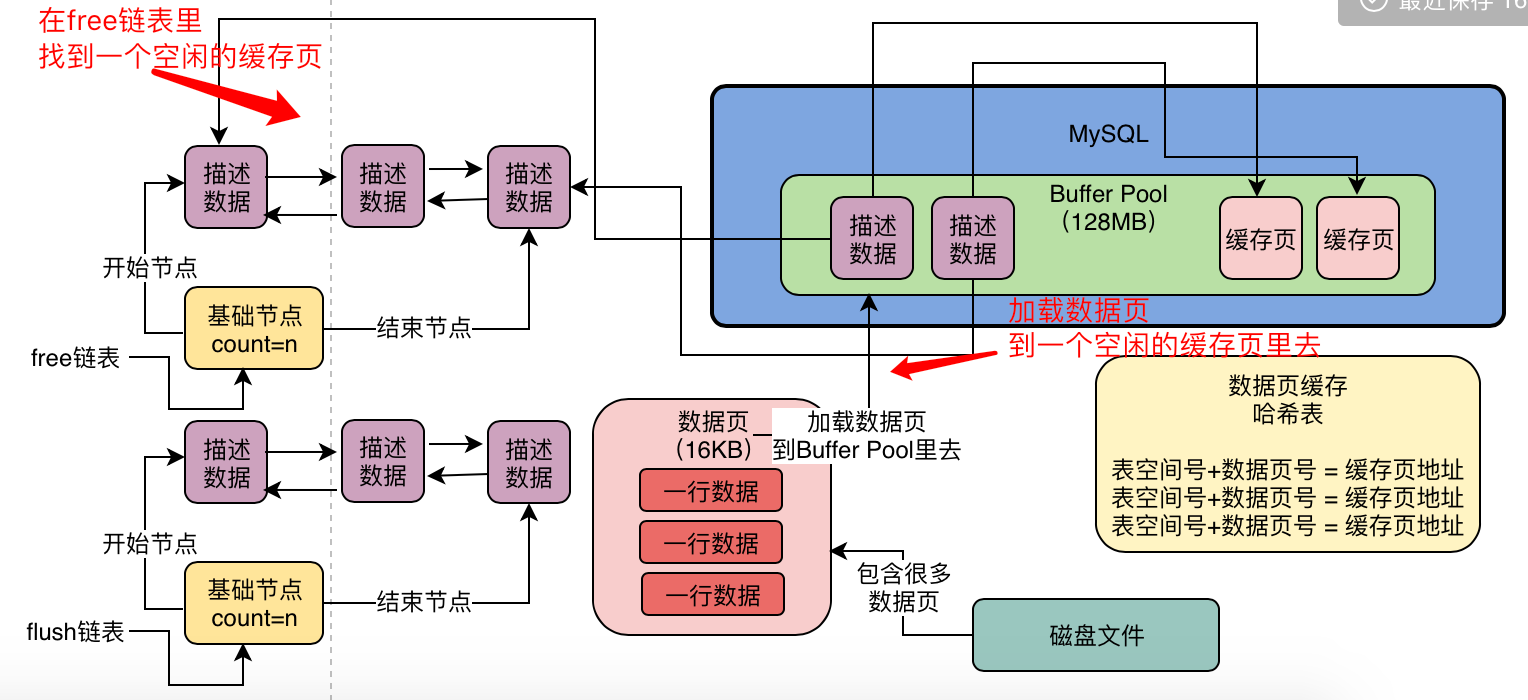 在free链表里
找到一个空闲的缓存页
最近保存 16
MySQL
Buffer Pool
（128MB）
描述
数据
描述
数据
描述
数据
描述
数据
描述
数据
缓存页
缓存页
开始节点
基础节点
count=n
结束节点
free链表
加载数据页
到一个空闲的缓存页里去
数据页缓存
哈希表
表空间号+数据页号 = 缓存页地址
表空间号+数据页号 = 缓存页地址
表空间号+数据页号 = 缓存页地址
数据页
（16KB）
加载数据页
到Buffer Pool里去
一行数据
一行数据
一行数据
描述
数据
描述
数据
描述
数据
开始节点
基础节点
count=n
结束节点
flush链表
包含很多
数据页
磁盘文件